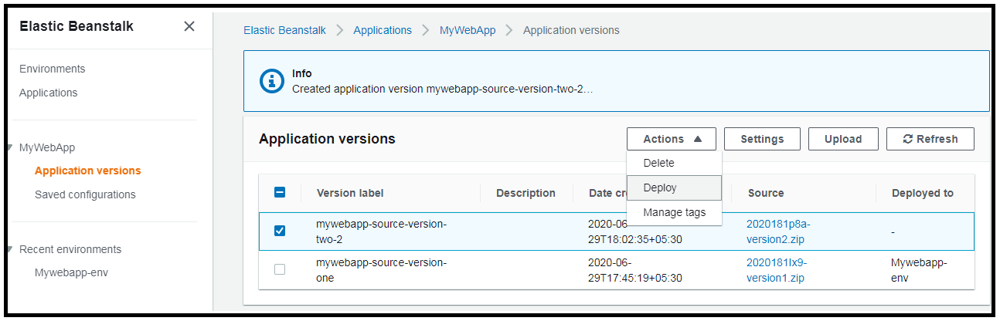 Elastic Beanstalk
Environments
Applications
MyWebApp
Application versions
Saved configurations
Recent environments
Mywebapp-env
Elastic Beanstalk > Applications > MyWebApp > Application versions
Info
Created application version mywebapp-source-version-two-2…
Application versions
Actions Settings Upload Refresh
Delete
Deploy
Manage tags
Version label Description Date cre Source Deployed to
mywebapp-source-version-
two-2
2020-06-
29T18:02:35+05:30
2020181p8a-
version2.zip
-
mywebapp-source-version-
one
2020-06-
29T17:45:19+05:30
2020181Ix9-
version1.zip
Mywebapp-
env